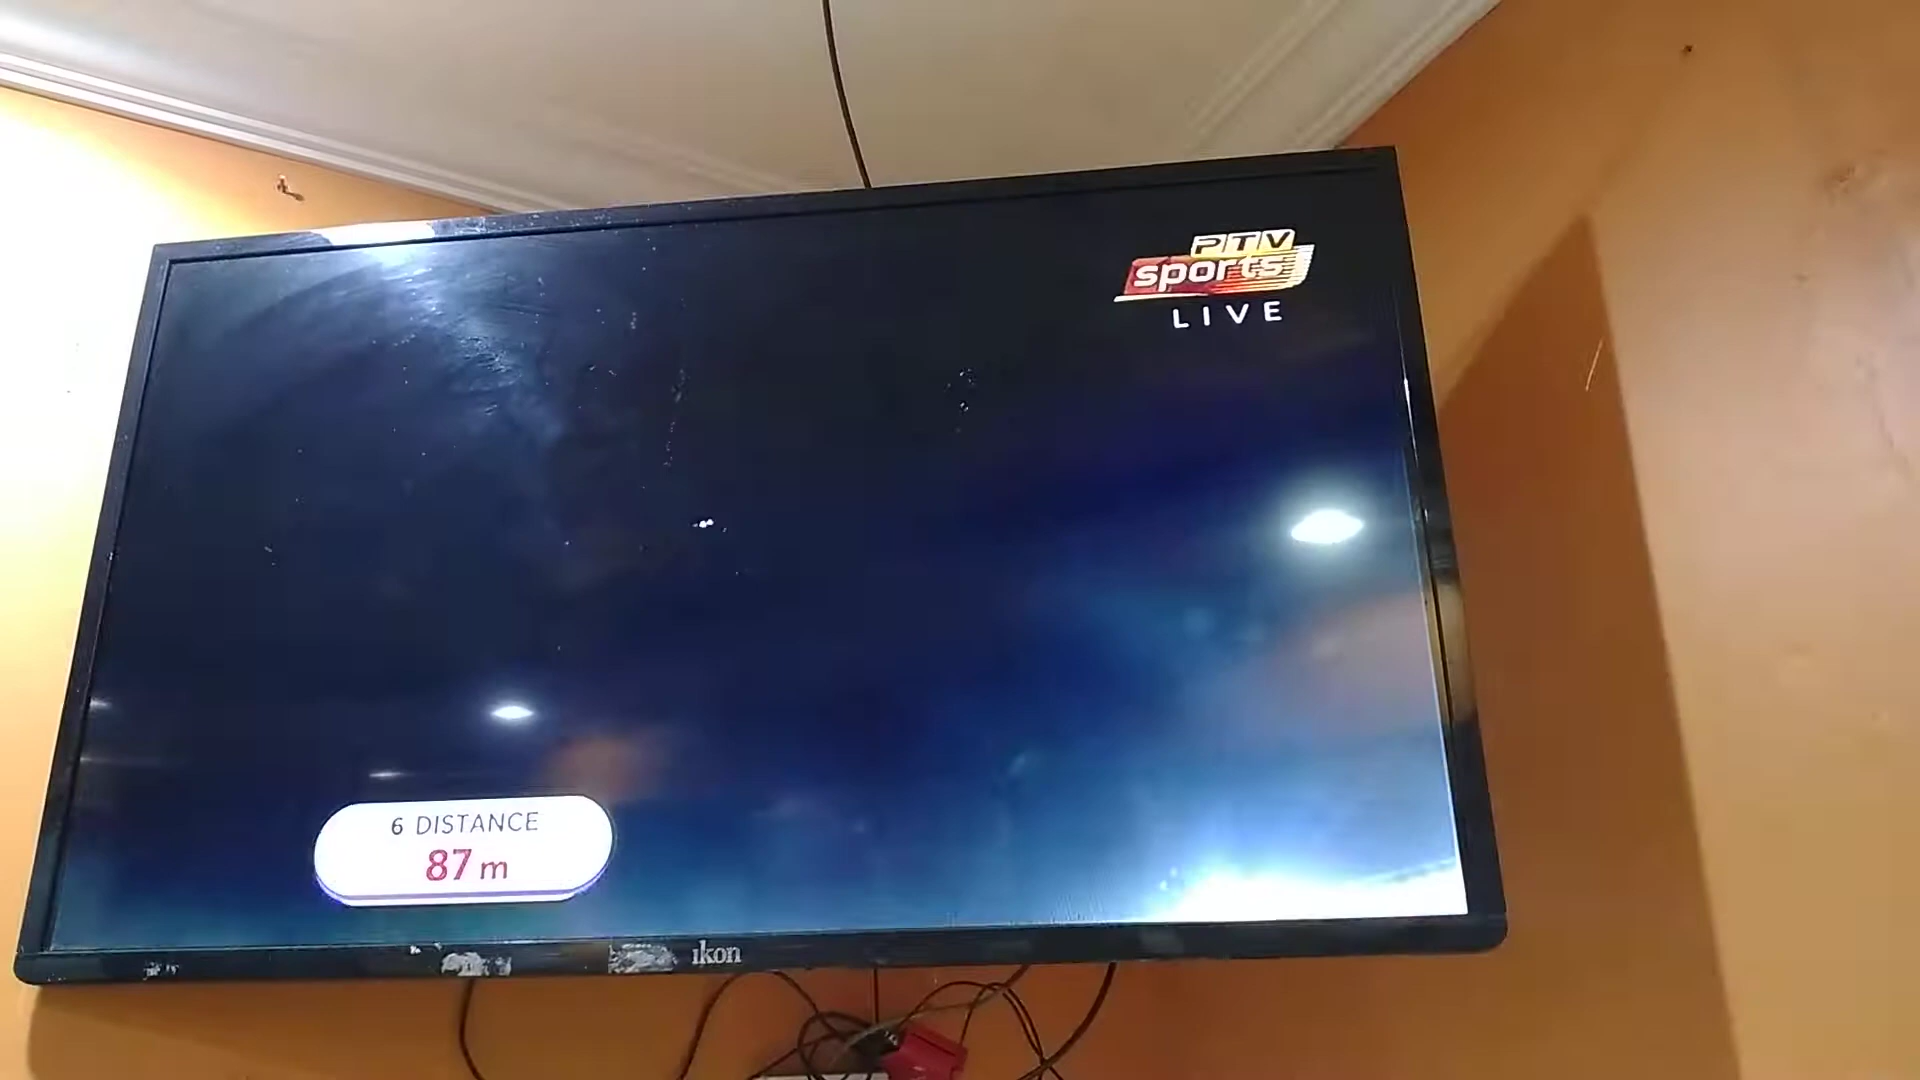 PTV
sports
LIVE
6 DISTANCE
87 m
ikon